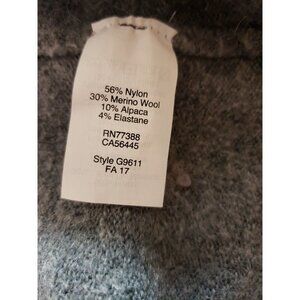 56% Nylon
30% Merino Wool
10% Alpaca
4% Elastane
RN77388
CA56445
Style G9611
FA 17